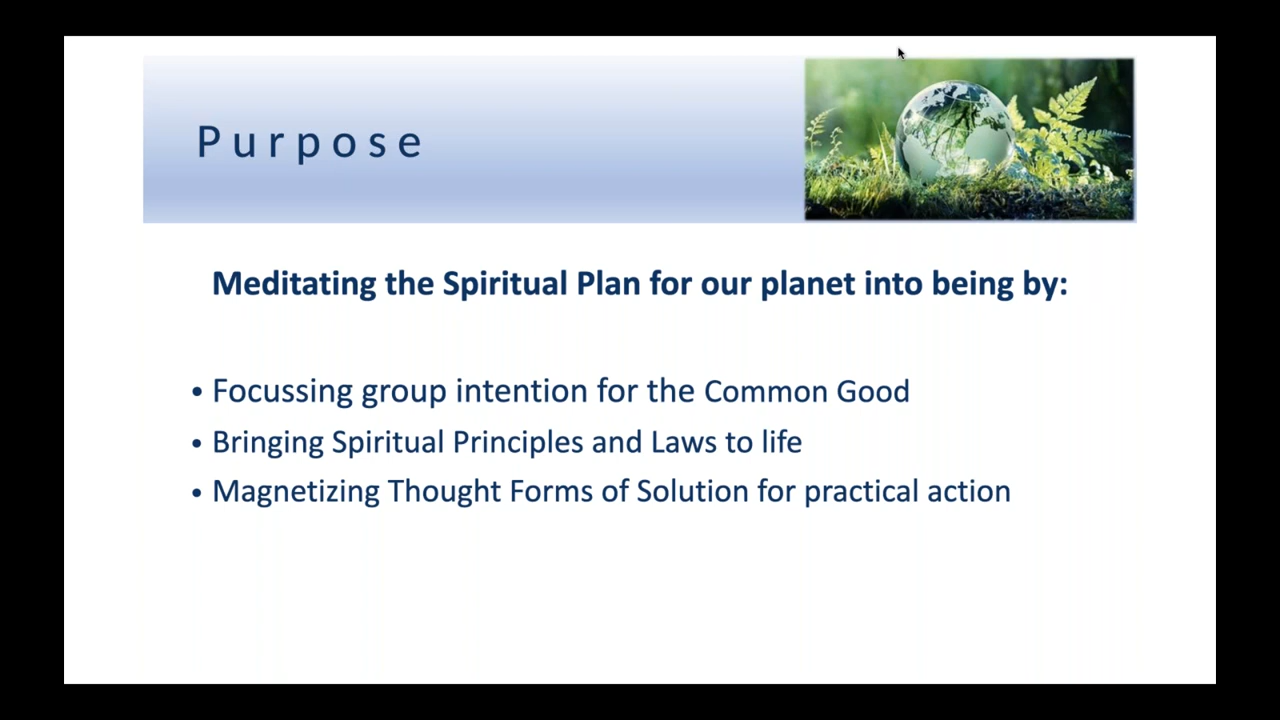 Purpose
Meditating the Spiritual Plan for our planet into being by:
• Focussing group intention for the Common Good
• Bringing Spiritual Principles and Laws to life
• Magnetizing Thought Forms of Solution for practical action